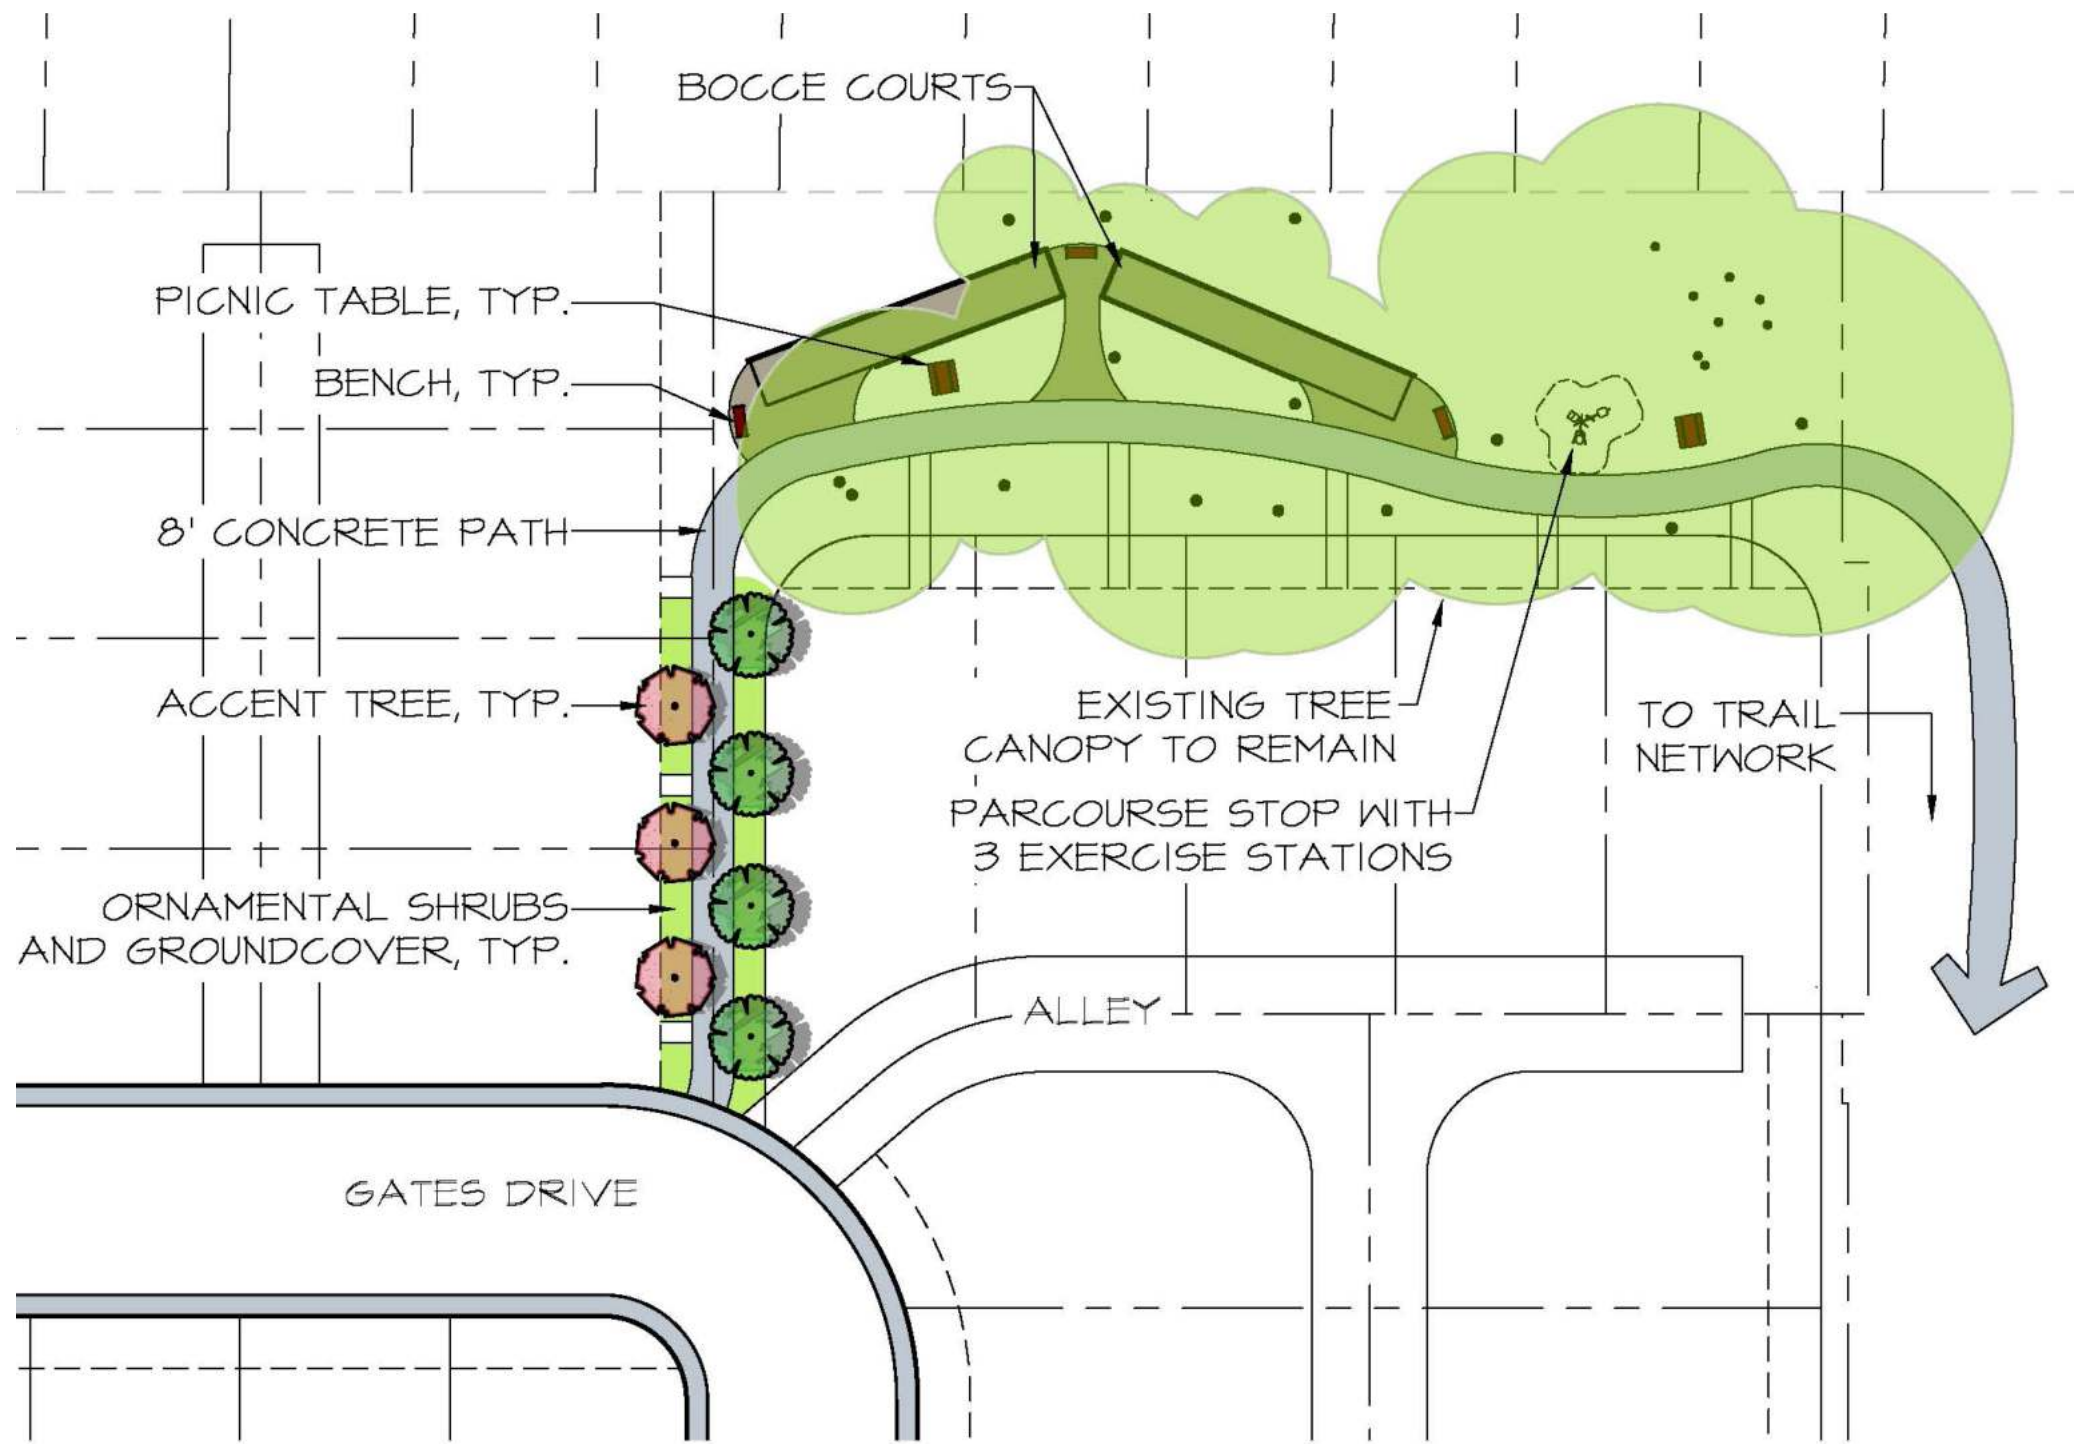 BOCCE COURTS
PICNIC TABLE, TYP.
BENCH, TYP.
8' CONCRETE PATH
ACCENT TREE, TYP.
EXISTING TREE
CANOPY TO REMAIN
TO TRAIL
NETWORK
PARCOURSE STOP WITH
3 EXERCISE STATIONS
ORNAMENTAL SHRUBS
AND GROUNDCOVER, TYP.
ALLEY
GATES DRIVE